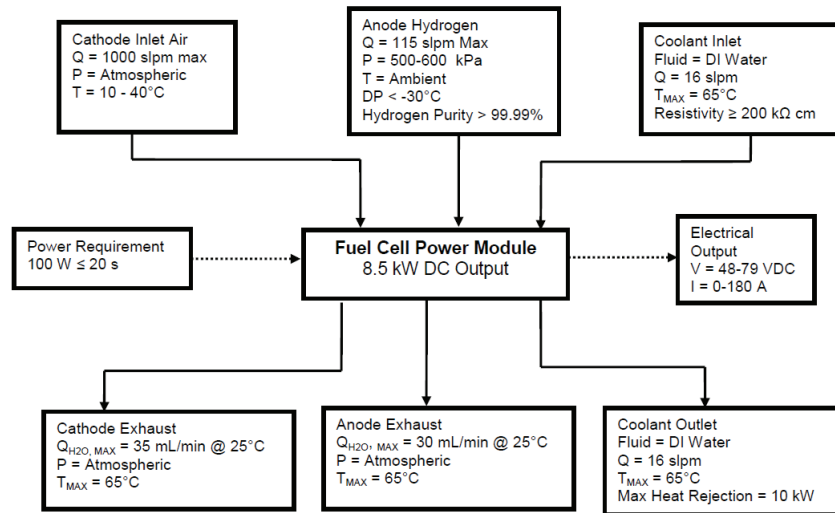 Cathode Inlet Air
Q = 1000 slpm max
P = Atmospheric
T = 10 - 40°C
Anode Hydrogen
Q = 115 slpm Max
P = 500-600 kPa
T = Ambient
DP < -30°C
Hydrogen Purity > 99.99%
Coolant Inlet
Fluid = DI Water
Q = 16 slpm
TMAX = 65°C
Resistivity ≥ 200 kΩ cm
Power Requirement
100 W ≤ 20 s
Fuel Cell Power Module
8.5 kW DC Output
Electrical
Output
V = 48-79 VDC
I = 0-180 A
Cathode Exhaust
QH2O, MAX = 35 mL/min @ 25°C
P = Atmospheric
TMAX = 65°C
Anode Exhaust
QH2O, MAX = 30 mL/min @ 25°C
P = Atmospheric
TMAX = 65°C
Coolant Outlet
Fluid = DI Water
Q = 16 slpm
TMAX = 65°C
Max Heat Rejection = 10 kW